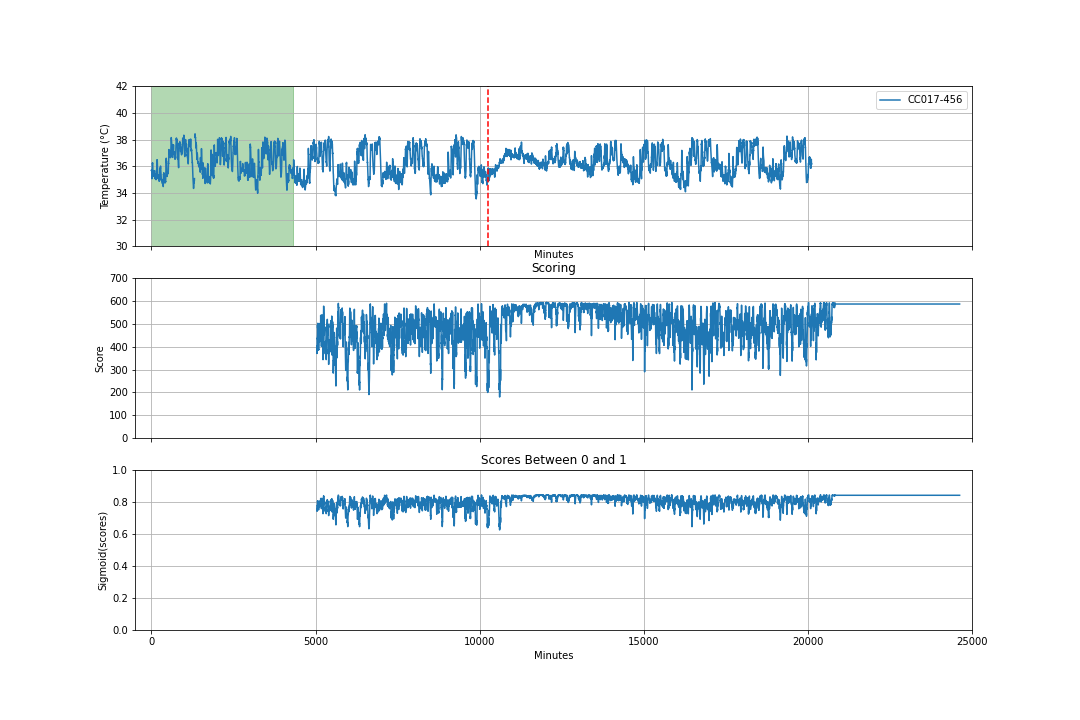 42
40
38
36
34
32
30
Temperature (°C)
CC017-456
Minutes
Scoring
700
600
500
400
300
200
100
0
Score
Scores Between 0 and 1
1.0
0.8
0.6
0.4
0.2
0.0
Sigmoid(scores)
0 5000 10000 15000 20000 25000
Minutes